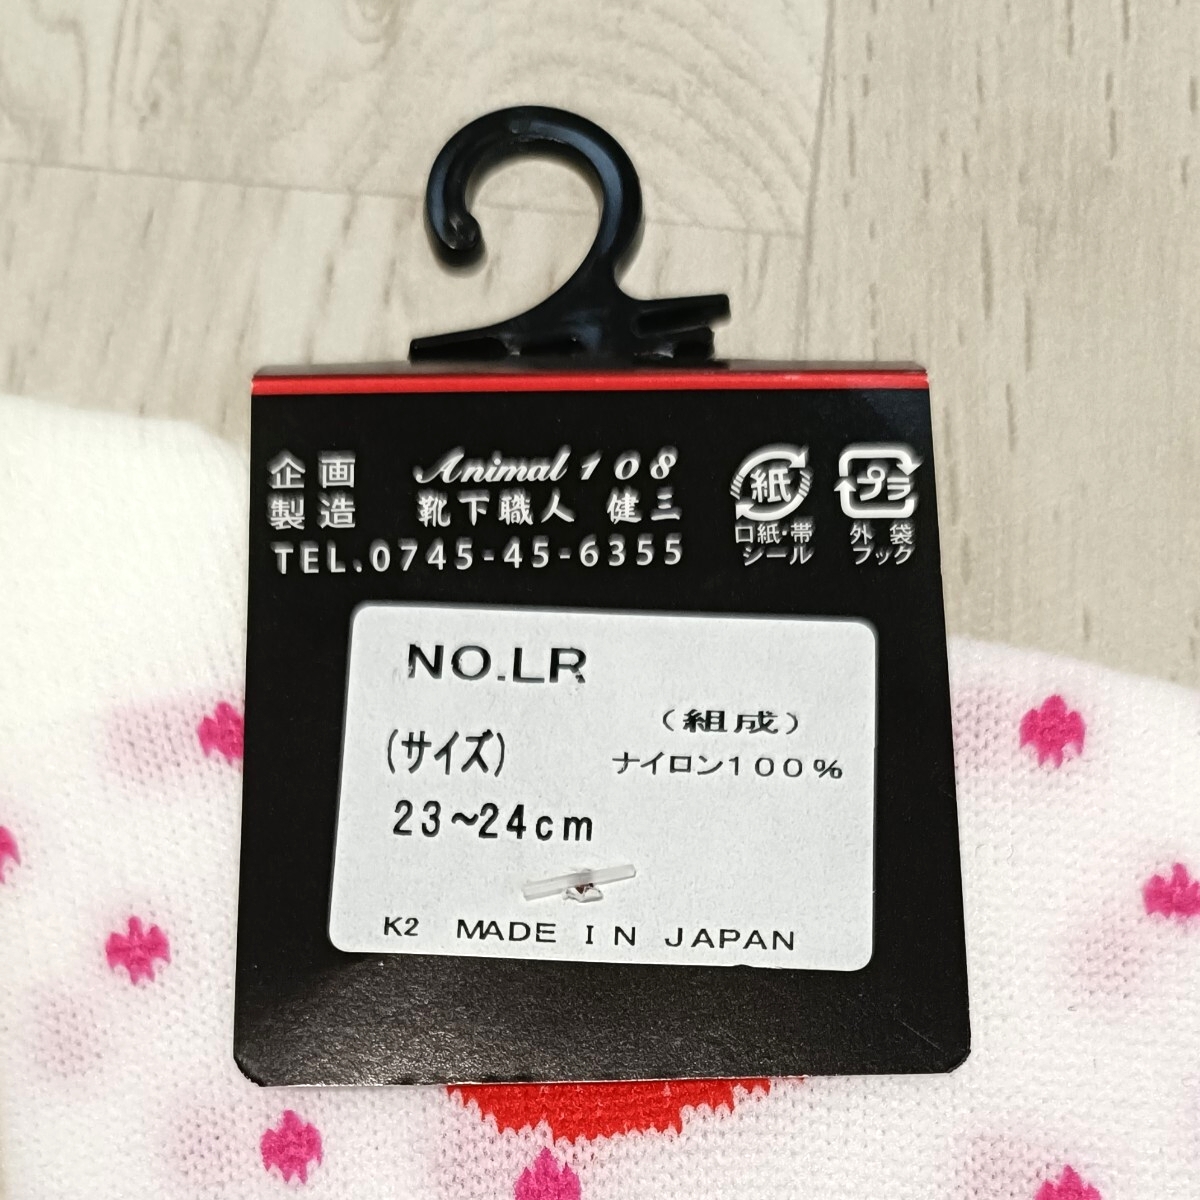 企画 Animal 108
製造 靴下職人 健三
TEL.0745-45-6355
紙
口紙・帯
シール
プラ
外袋
フック
NO.LR
(サイズ)
23~24cm
(組成)
ナイロン100%
K2 MADE IN JAPAN